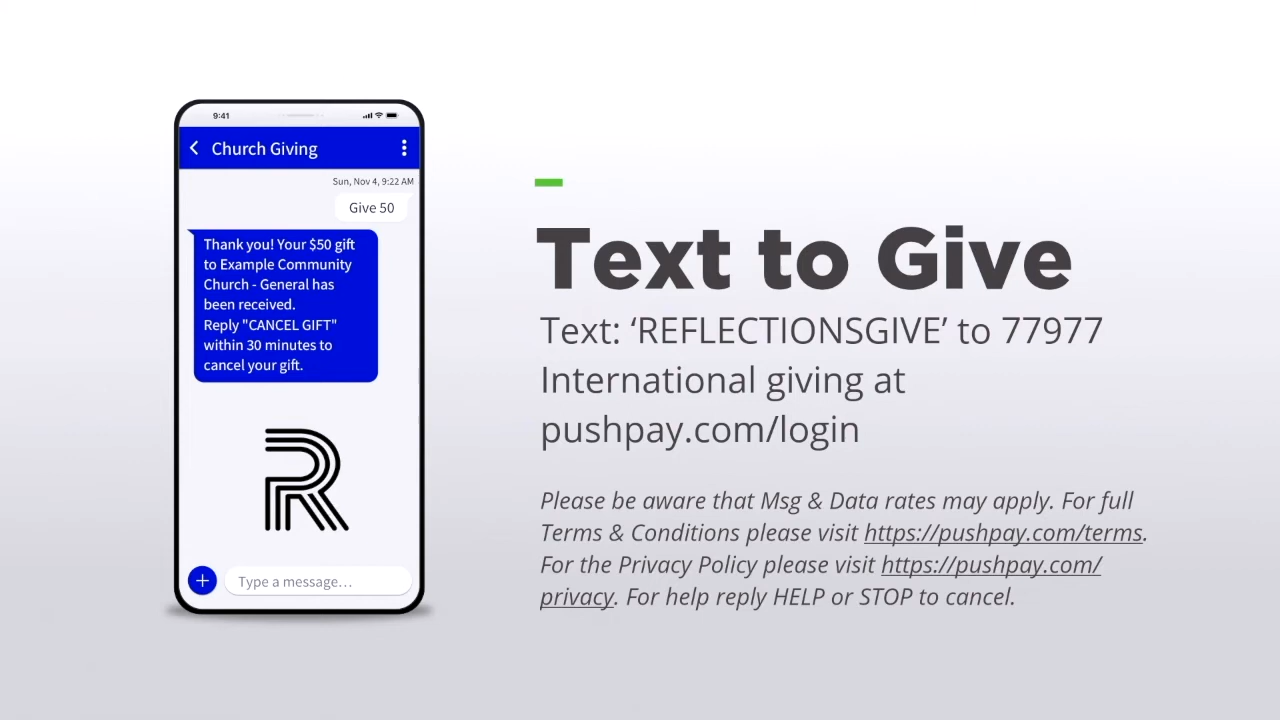 9:41
Church Giving
Sun, Nov 4, 9:22 AM
Give 50
Thank you! Your $50 gift
to Example Community
Church - General has
been received.
Reply "CANCEL GIFT"
within 30 minutes to
cancel your gift.
R
Type a message…
Text to Give
Text: ‘REFLECTIONSGIVE’ to 77977
International giving at
pushpay.com/login
Please be aware that Msg & Data rates may apply. For full
Terms & Conditions please visit https://pushpay.com/terms.
For the Privacy Policy please visit https://pushpay.com/
privacy. For help reply HELP or STOP to cancel.